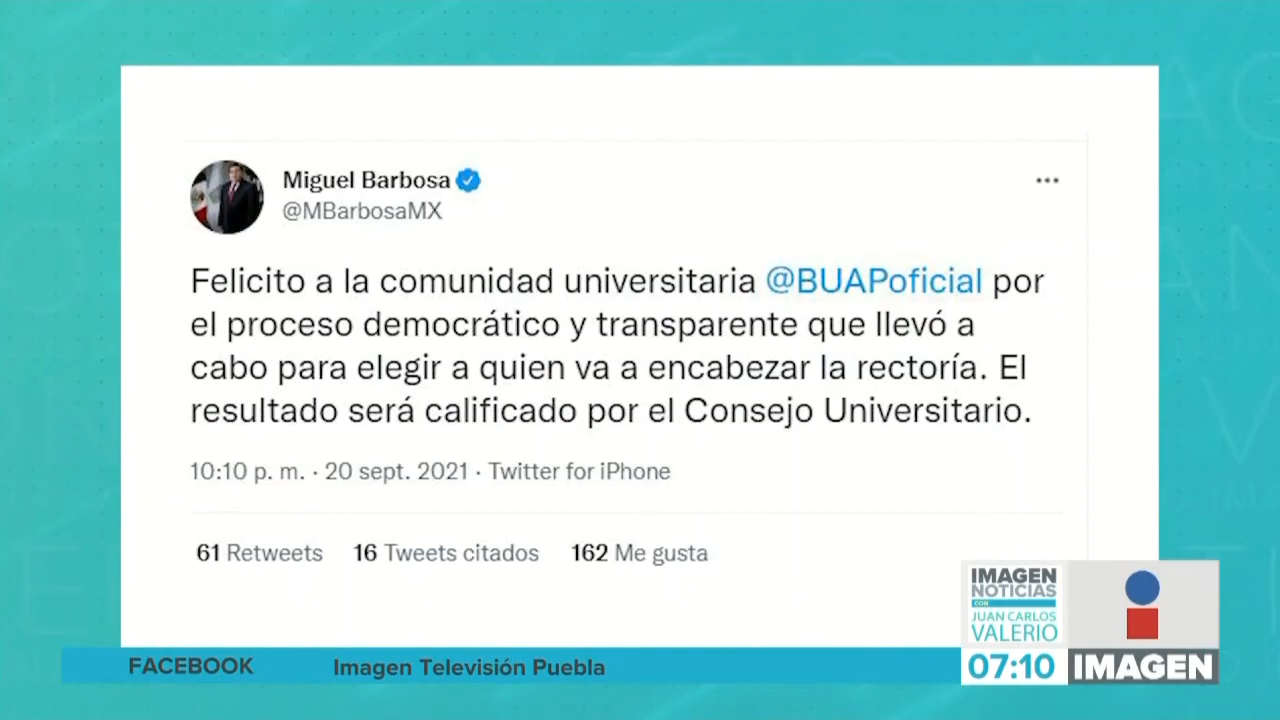 Miguel Barbosa
@MBarbosaMX
Felicito a la comunidad universitaria @BUAPoficial por
el proceso democrático y transparente que llevó a
cabo para elegir a quien va a encabezar la rectoría. El
resultado será calificado por el Consejo Universitario.
10:10 p. m. · 20 sept. 2021 · Twitter for iPhone
61 Retweets 16 Tweets citados 162 Me gusta
IMAGEN
NOTICIAS
CON
JUAN CARLOS
VALERIO
FACEBOOK Imagen Televisión Puebla
07:10 IMAGEN